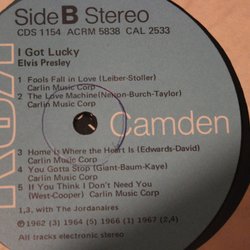 Side B Stereo
CDS 1154 ACRM 5838 CAL 2533
I Got Lucky
Elvis Presley
1 Fools Fall in Love (Leiber-Stoller)
Carlin Music Corp
2 The Love Machine (Nelson-Burch-Taylor)
Carlin Music Corp
RCA
Camden
3 Home is Where the Heart Is (Edwards-David)
Carlin Music Corp
4 You Gotta Stop (Giant-Baum-Kaye)
Carlin Music Corp
5 If You Think I Don't Need You
(West-Cooper) Carlin Music Corp
1,3, with The Jordanaires
℗ 1962 (3) 1964 (5) 1966 (1) 1967 (2,4)
All tracks electronic stereo